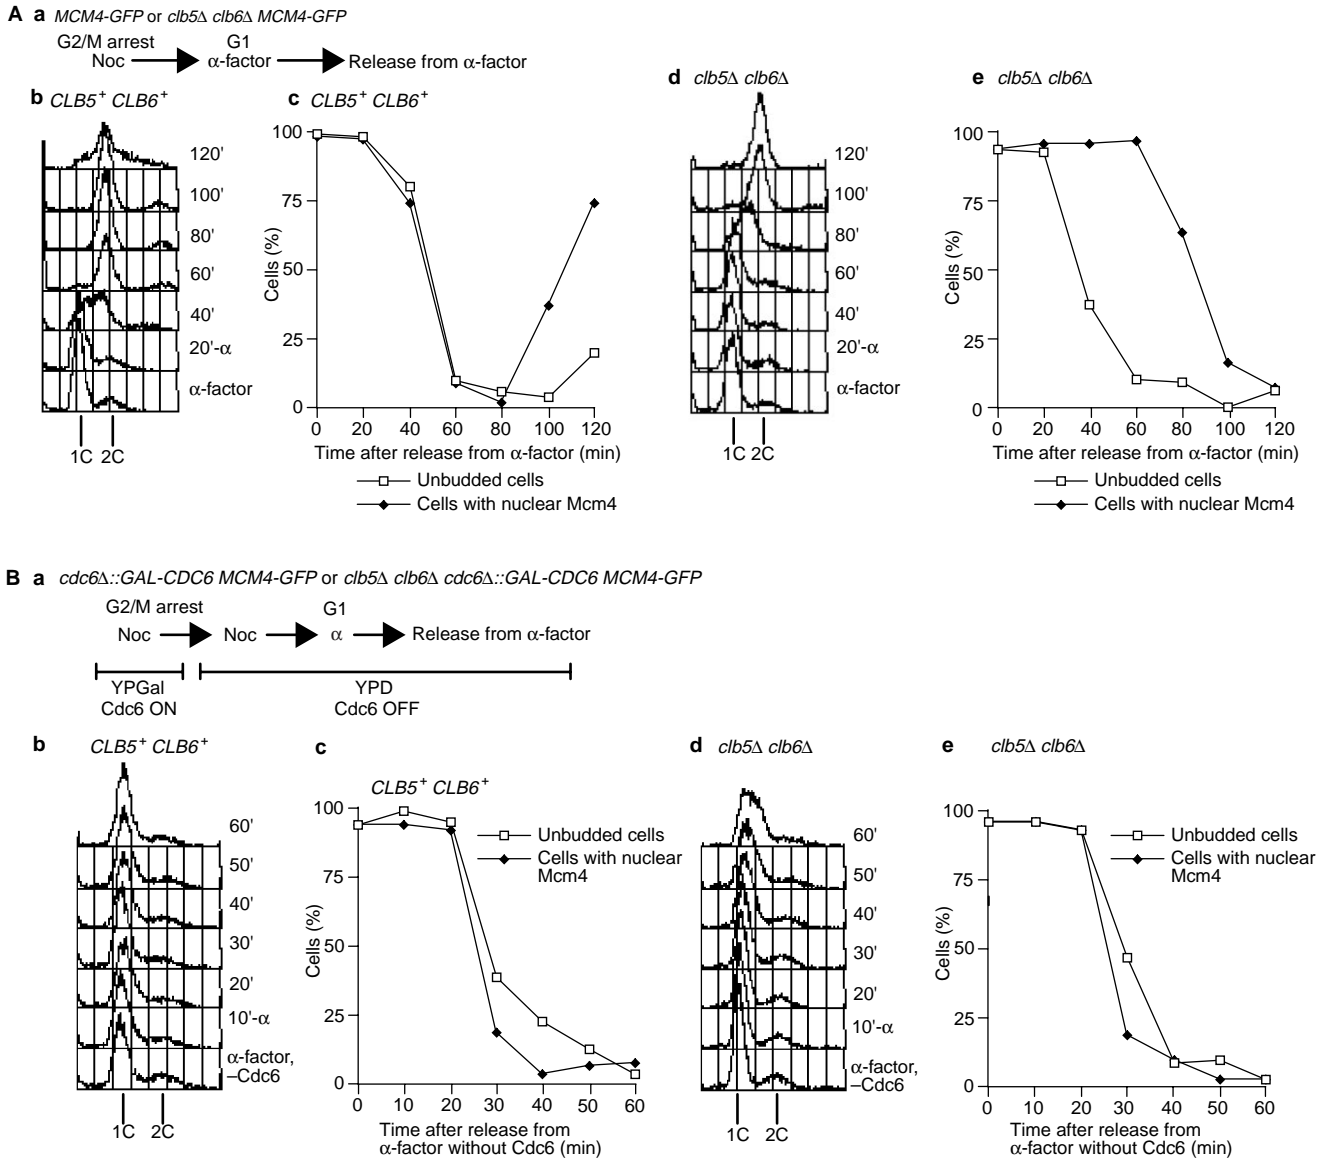 A a MCM4-GFP or clb5Δ clb6Δ MCM4-GFP
G2/M arrest G1
Noc α-factor Release from α-factor
b CLB5+ CLB6+
120'
100'
80'
60'
40'
20'-α
α-factor
1C 2C
c CLB5+ CLB6+
Cells (%)
100
75
50
25
0
0 20 40 60 80 100 120
Time after release from α-factor (min)
Unbudded cells
Cells with nuclear Mcm4
d clb5Δ clb6Δ
120'
100'
80'
60'
40'
20'-α
α-factor
1C 2C
e clb5Δ clb6Δ
Cells (%)
100
75
50
25
0
0 20 40 60 80 100 120
Time after release from α-factor (min)
Unbudded cells
Cells with nuclear Mcm4
B a cdc6Δ::GAL-CDC6 MCM4-GFP or clb5Δ clb6Δ cdc6Δ::GAL-CDC6 MCM4-GFP
G2/M arrest G1
Noc Noc α Release from α-factor
YPGal YPD
Cdc6 ON Cdc6 OFF
b CLB5+ CLB6+
60'
50'
40'
30'
20'
10'-α
α-factor,
–Cdc6
1C 2C
c
CLB5+ CLB6+
Cells (%)
100
75
50
25
0
0 10 20 30 40 50 60
Time after release from
α-factor without Cdc6 (min)
Unbudded cells
Cells with nuclear
Mcm4
d clb5Δ clb6Δ
60'
50'
40'
30'
20'
10'-α
α-factor,
–Cdc6
1C 2C
e clb5Δ clb6Δ
Cells (%)
100
75
50
25
0
0 10 20 30 40 50 60
Time after release from
α-factor without Cdc6 (min)
Unbudded cells
Cells with nuclear
Mcm4